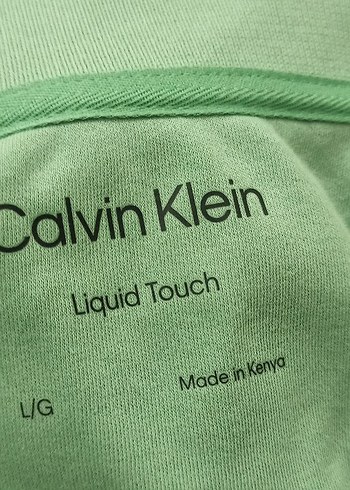 Calvin Klein
Liquid Touch
Made in Kenya
L/G